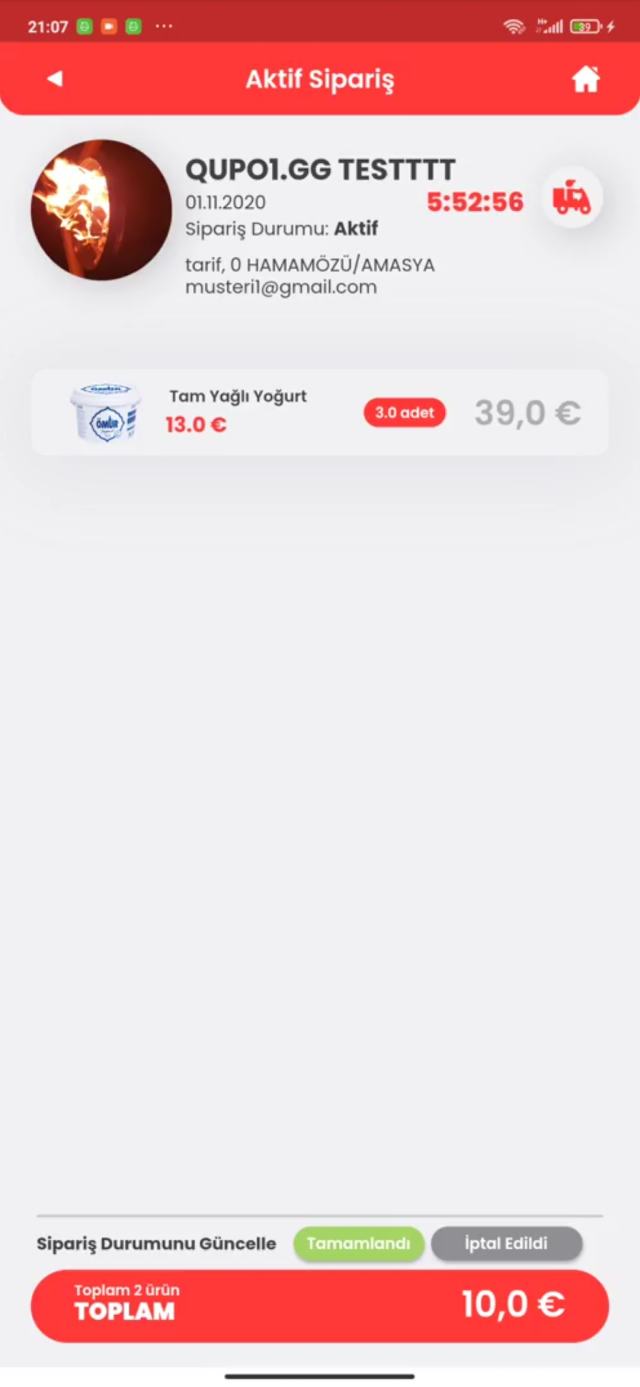 21:07
39
Aktif Sipariş
QUPO1.GG TESTTTT
01.11.2020
5:52:56
Sipariş Durumu: Aktif
tarif, 0 HAMAMÖZÜ/AMASYA
musteri1@gmail.com
ÖMÜR
Tam Yağlı Yoğurt
13.0 €
3.0 adet
39,0 €
Sipariş Durumunu Güncelle
Tamamlandı
İptal Edildi
Toplam 2 ürün
TOPLAM
10,0 €